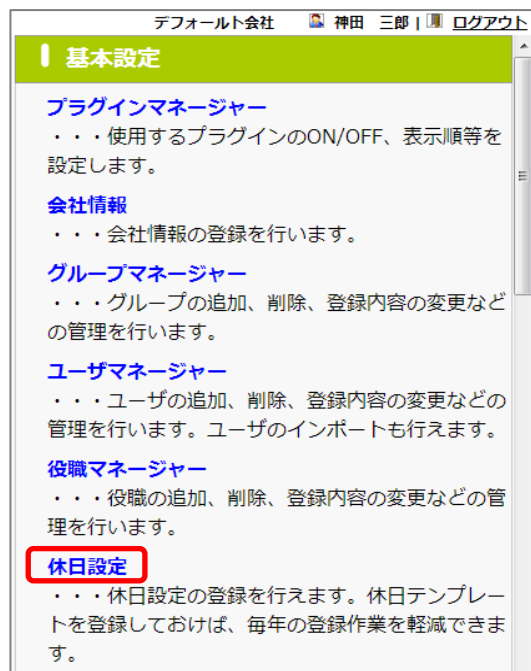 デフォールト会社 神田 三郎 | ログアウト
基本設定
プラグインマネージャー
・・・使用するプラグインのON/OFF、表示順等を
設定します。
会社情報
・・・会社情報の登録を行います。
グループマネージャー
・・・グループの追加、削除、登録内容の変更など
の管理を行います。
ユーザマネージャー
・・・ユーザの追加、削除、登録内容の変更などの
管理を行います。ユーザのインポートも行えます。
役職マネージャー
・・・役職の追加、削除、登録内容の変更などの管
理を行います。
休日設定
・・・休日設定の登録を行えます。休日テンプレー
トを登録しておけば、毎年の登録作業を軽減できま
す。